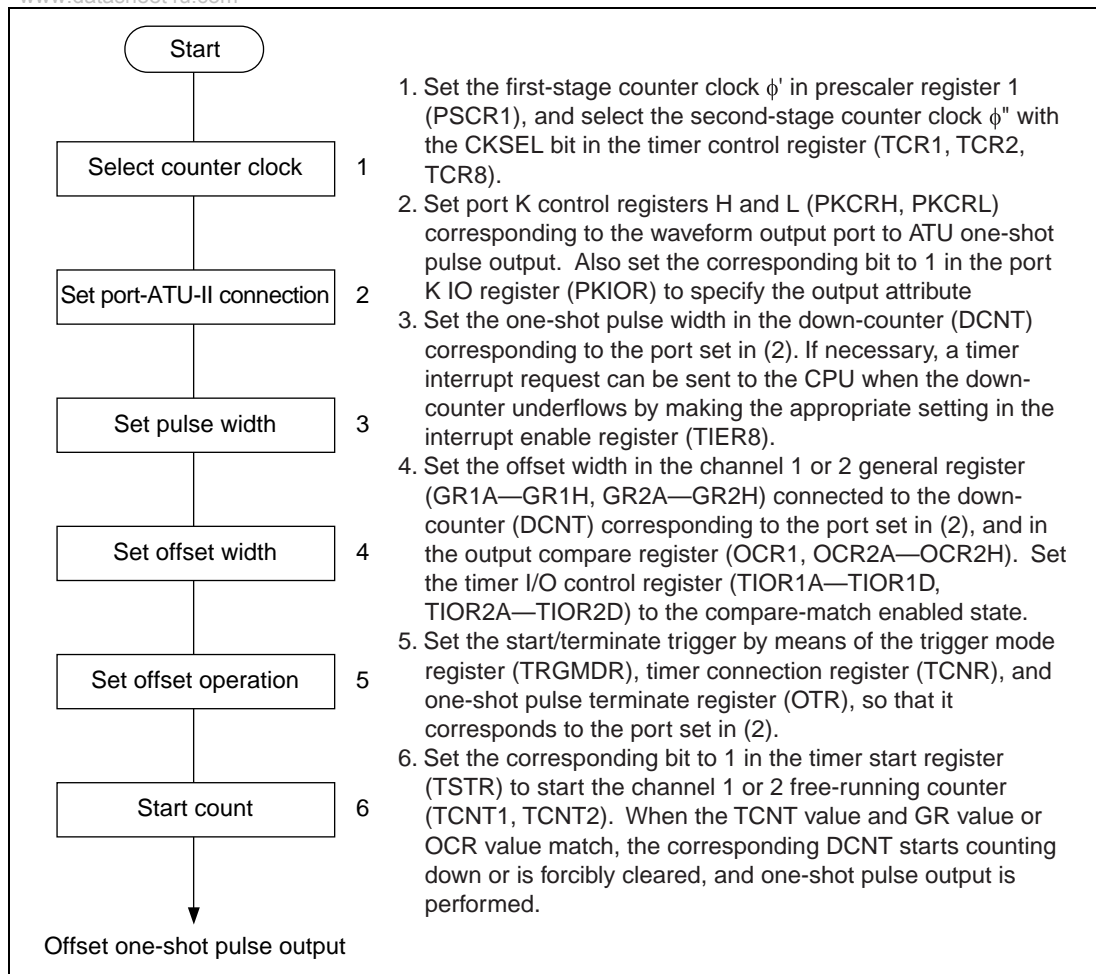 Start
Select counter clock 1
Set port-ATU-II connection 2
Set pulse width 3
Set offset width 4
Set offset operation 5
Start count 6
Offset one-shot pulse output
1. Set the first-stage counter clock ϕ' in prescaler register 1
(PSCR1), and select the second-stage counter clock ϕ" with
the CKSEL bit in the timer control register (TCR1, TCR2,
TCR8).
2. Set port K control registers H and L (PKCRH, PKCRL)
corresponding to the waveform output port to ATU one-shot
pulse output.  Also set the corresponding bit to 1 in the port
K IO register (PKIOR) to specify the output attribute
3. Set the one-shot pulse width in the down-counter (DCNT)
corresponding to the port set in (2). If necessary, a timer
interrupt request can be sent to the CPU when the down-
counter underflows by making the appropriate setting in the
interrupt enable register (TIER8).
4. Set the offset width in the channel 1 or 2 general register
(GR1A—GR1H, GR2A—GR2H) connected to the down-
counter (DCNT) corresponding to the port set in (2), and in
the output compare register (OCR1, OCR2A—OCR2H).  Set
the timer I/O control register (TIOR1A—TIOR1D,
TIOR2A—TIOR2D) to the compare-match enabled state.
5. Set the start/terminate trigger by means of the trigger mode
register (TRGMDR), timer connection register (TCNR), and
one-shot pulse terminate register (OTR), so that it
corresponds to the port set in (2).
6. Set the corresponding bit to 1 in the timer start register
(TSTR) to start the channel 1 or 2 free-running counter
(TCNT1, TCNT2).  When the TCNT value and GR value or
OCR value match, the corresponding DCNT starts counting
down or is forcibly cleared, and one-shot pulse output is
performed.